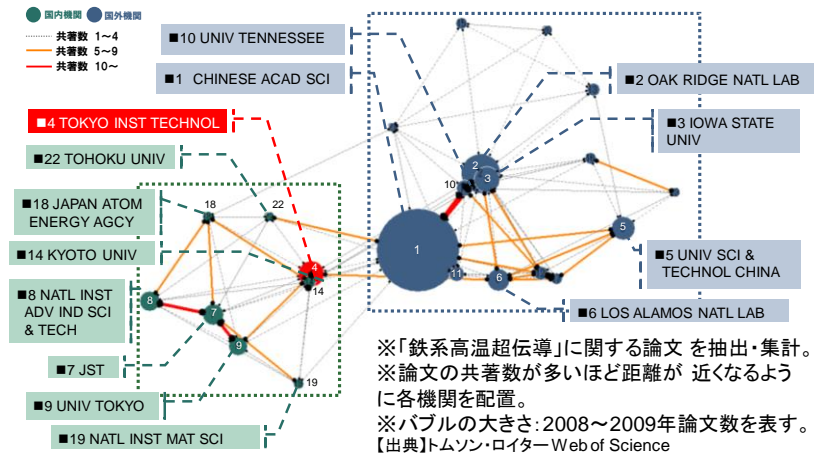 国内機関 国外機関
共著数 1～4
共著数 5～9
共著数 10～
■10 UNIV TENNESSEE
■1 CHINESE ACAD SCI
■2 OAK RIDGE NATL LAB
■3 IOWA STATE
UNIV
■4 TOKYO INST TECHNOL
■22 TOHOKU UNIV
■18 JAPAN ATOM
ENERGY AGCY
■14 KYOTO UNIV
■8 NATL INST
ADV IND SCI
& TECH
■7 JST
■9 UNIV TOKYO
■19 NATL INST MAT SCI
■5 UNIV SCI &
TECHNOL CHINA
■6 LOS ALAMOS NATL LAB
2
3
10
18
22
5
1
11
6
4
14
8
7
9
19
※「鉄系高温超伝導」に関する論文 を抽出・集計。
※論文の共著数が多いほど距離が 近くなるよう
に各機関を配置。
※バブルの大きさ：2008～2009年論文数を表す。
【出典】トムソン・ロイター Web of Science